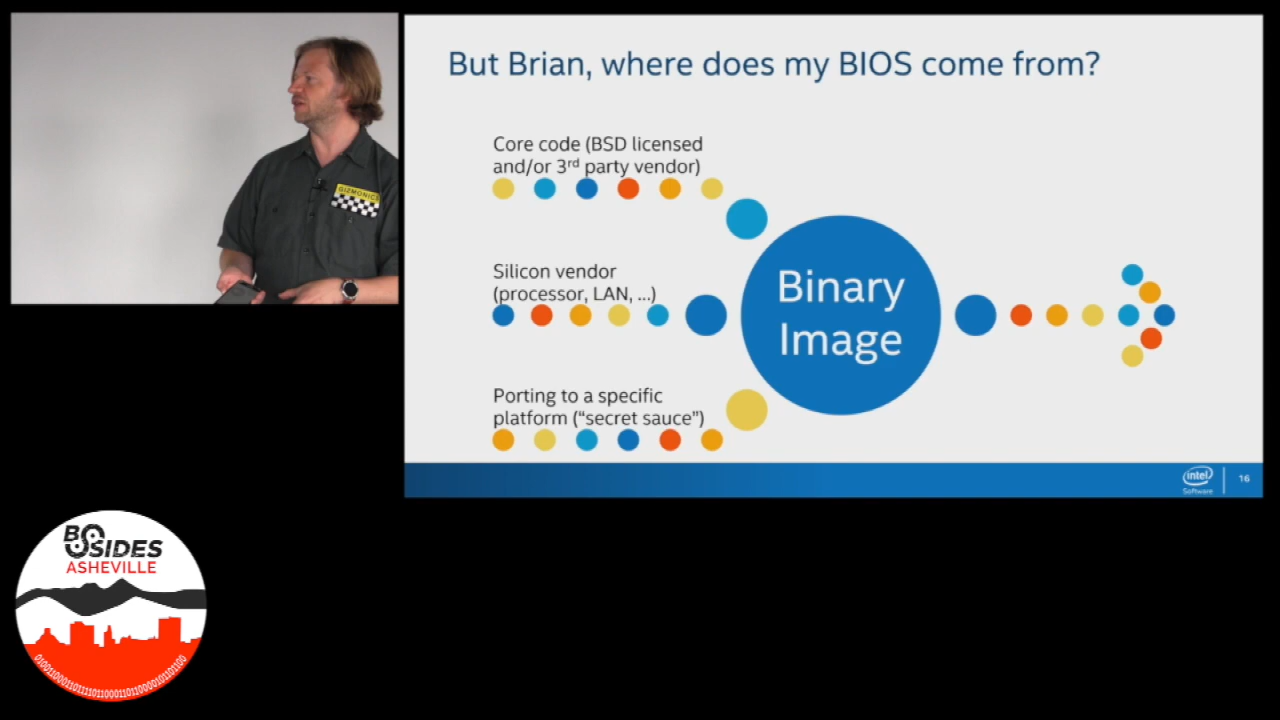 GIZMONICS
But Brian, where does my BIOS come from?
Core code (BSD licensed
and/or 3rd party vendor)
Silicon vendor
(processor, LAN, ...)
Porting to a specific
platform (“secret sauce”)
Binary
Image
intel
Software
16
BSIDES
ASHEVILLE